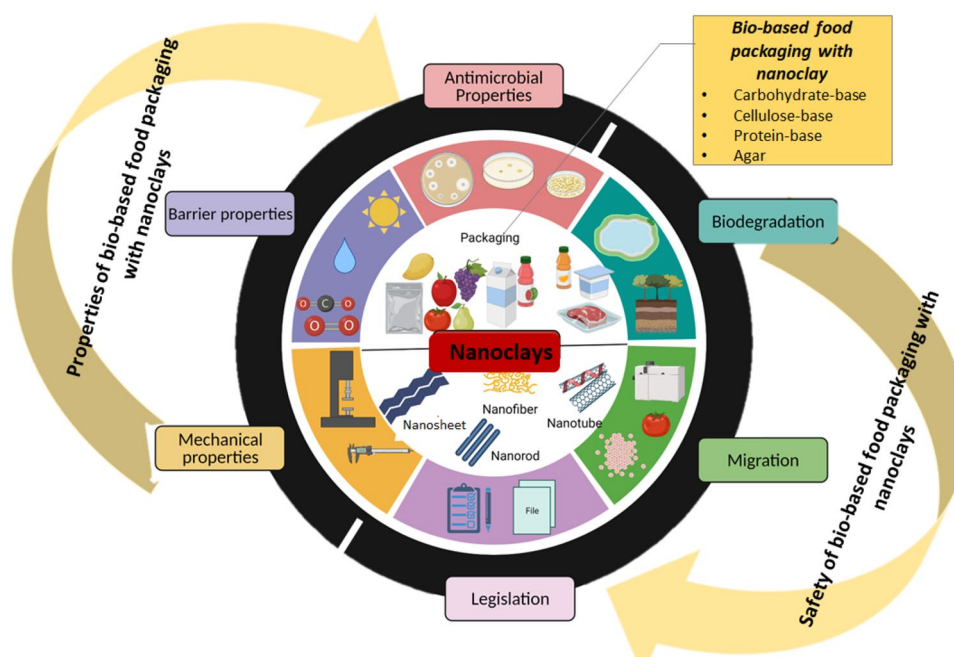 Bio-based food
packaging with
nanoclay
• Carbohydrate-base
• Cellulose-base
• Protein-base
• Agar
Properties of bio-based food packaging
with nanoclays
Antimicrobial
Properties
Barrier properties
Biodegradation
Packaging
O C O
O O
Nanoclays
Nanosheet
Nanofiber
Nanotube
Nanorod
Mechanical
properties
Migration
File
Legislation
Safety of bio-based food packaging with
nanoclays